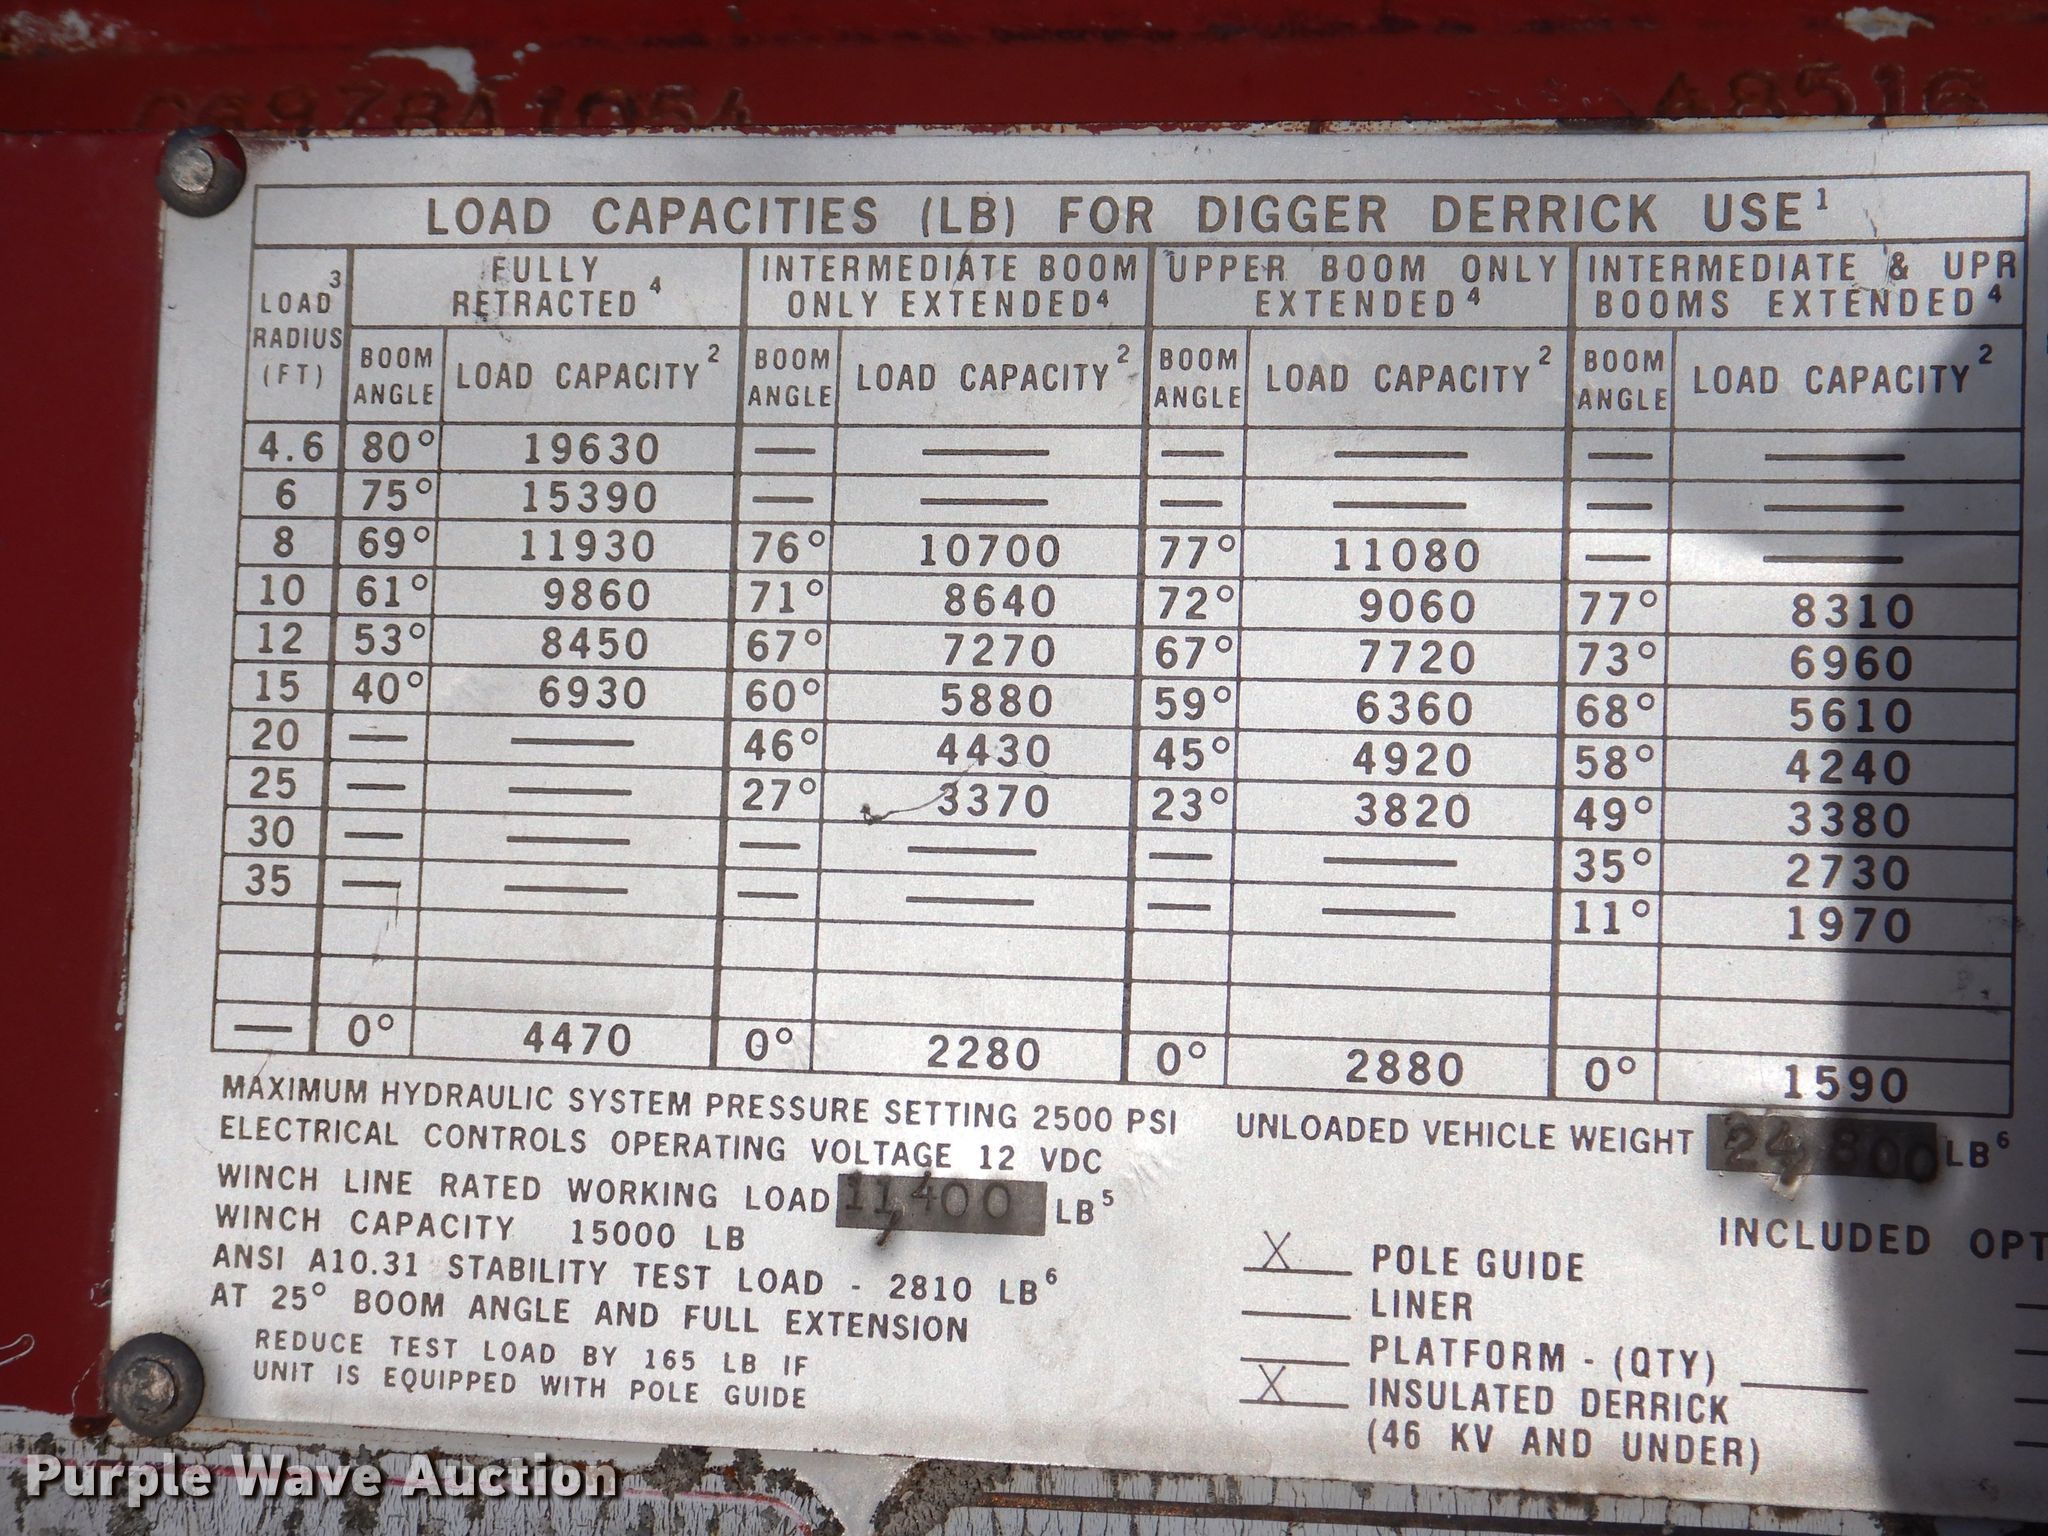 48516
LOAD CAPACITIES (LB) FOR DIGGER DERRICK USE¹
LOAD³ RADIUS (FT) | FULLY RETRACTED⁴ | INTERMEDIATE BOOM ONLY EXTENDED⁴ | UPPER BOOM ONLY EXTENDED⁴ | INTERMEDIATE & UPR BOOMS EXTENDED⁴
BOOM ANGLE | LOAD CAPACITY² | BOOM ANGLE | LOAD CAPACITY² | BOOM ANGLE | LOAD CAPACITY² | BOOM ANGLE | LOAD CAPACITY²
4.6 | 80° | 19630 | — | — | — | — | — | —
6 | 75° | 15390 | — | — | — | — | — | —
8 | 69° | 11930 | 76° | 10700 | 77° | 11080 | — | —
10 | 61° | 9860 | 71° | 8640 | 72° | 9060 | 77° | 8310
12 | 53° | 8450 | 67° | 7270 | 67° | 7720 | 73° | 6960
15 | 40° | 6930 | 60° | 5880 | 59° | 6360 | 68° | 5610
20 | — | — | 46° | 4430 | 45° | 4920 | 58° | 4240
25 | — | — | 27° | 3370 | 23° | 3820 | 49° | 3380
30 | — | — | — | — | — | — | 35° | 2730
35 | — | — | — | — | — | — | 11° | 1970
— | 0° | 4470 | 0° | 2280 | 0° | 2880 | 0° | 1590
MAXIMUM HYDRAULIC SYSTEM PRESSURE SETTING 2500 PSI
ELECTRICAL CONTROLS OPERATING VOLTAGE 12 VDC
WINCH LINE RATED WORKING LOAD 11,400 LB⁵
WINCH CAPACITY 15000 LB
ANSI A10.31 STABILITY TEST LOAD - 2810 LB⁶
AT 25° BOOM ANGLE AND FULL EXTENSION
REDUCE TEST LOAD BY 165 LB IF
UNIT IS EQUIPPED WITH POLE GUIDE
UNLOADED VEHICLE WEIGHT 24,800 LB⁶
INCLUDED OPT
X POLE GUIDE
LINER
PLATFORM - (QTY)
X INSULATED DERRICK
(46 KV AND UNDER)
Purple Wave Auction